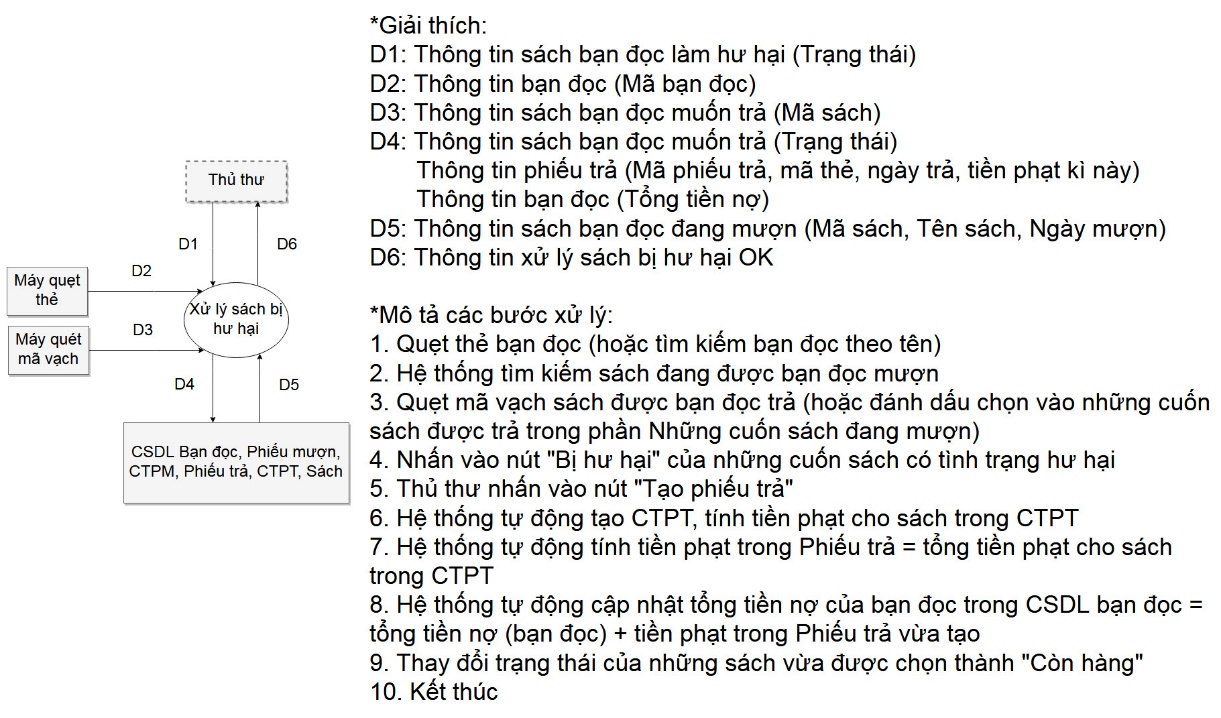 Thủ thư
D1
D6
D2
Máy quẹt
thẻ
Xử lý sách bị
hư hại
D3
Máy quét
mã vạch
D4
D5
CSDL Bạn đọc, Phiếu mượn,
CTPM, Phiếu trả, CTPT, Sách
*Giải thích:
D1: Thông tin sách bạn đọc làm hư hại (Trạng thái)
D2: Thông tin bạn đọc (Mã bạn đọc)
D3: Thông tin sách bạn đọc muốn trả (Mã sách)
D4: Thông tin sách bạn đọc muốn trả (Trạng thái)
Thông tin phiếu trả (Mã phiếu trả, mã thẻ, ngày trả, tiền phạt kì này)
Thông tin bạn đọc (Tổng tiền nợ)
D5: Thông tin sách bạn đọc đang mượn (Mã sách, Tên sách, Ngày mượn)
D6: Thông tin xử lý sách bị hư hại OK
*Mô tả các bước xử lý:
1. Quẹt thẻ bạn đọc (hoặc tìm kiếm bạn đọc theo tên)
2. Hệ thống tìm kiếm sách đang được bạn đọc mượn
3. Quẹt mã vạch sách được bạn đọc trả (hoặc đánh dấu chọn vào những cuốn
sách được trả trong phần Những cuốn sách đang mượn)
4. Nhấn vào nút "Bị hư hại" của những cuốn sách có tình trạng hư hại
5. Thủ thư nhấn vào nút "Tạo phiếu trả"
6. Hệ thống tự động tạo CTPT, tính tiền phạt cho sách trong CTPT
7. Hệ thống tự động tính tiền phạt trong Phiếu trả = tổng tiền phạt cho sách
trong CTPT
8. Hệ thống tự động cập nhật tổng tiền nợ của bạn đọc trong CSDL bạn đọc =
tổng tiền nợ (bạn đọc) + tiền phạt trong Phiếu trả vừa tạo
9. Thay đổi trạng thái của những sách vừa được chọn thành "Còn hàng"
10. Kết thúc